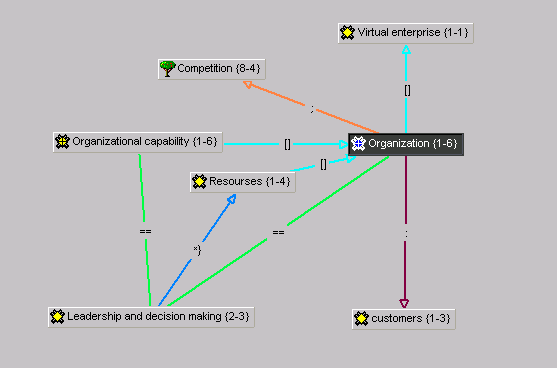 Virtual enterprise {1-1}
Competition {8-4}
[]
;
Organizational capability {1-6}
[]
Organization {1-6}
[]
Resourses {1-4}
==
==
;
*}
Leadership and decision making {2-3}
customers {1-3}